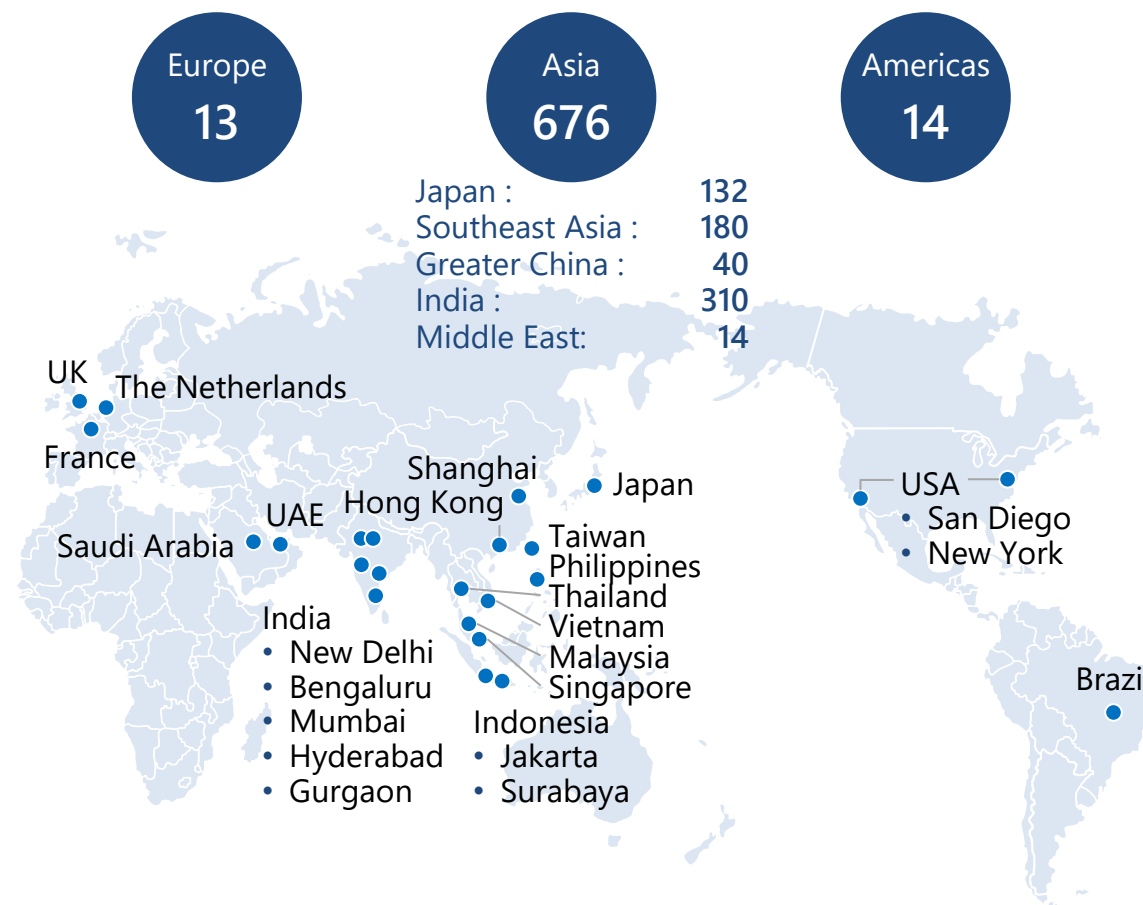 Europe
13
Asia
676
Americas
14
Japan : 132
Southeast Asia : 180
Greater China : 40
India : 310
Middle East: 14
UK
The Netherlands
France
Shanghai
Hong Kong
Japan
UAE
Saudi Arabia
Taiwan
Philippines
Thailand
Vietnam
Malaysia
Singapore
India
• New Delhi
• Bengaluru
• Mumbai
• Hyderabad
• Gurgaon
Indonesia
• Jakarta
• Surabaya
USA
• San Diego
• New York
Brazi